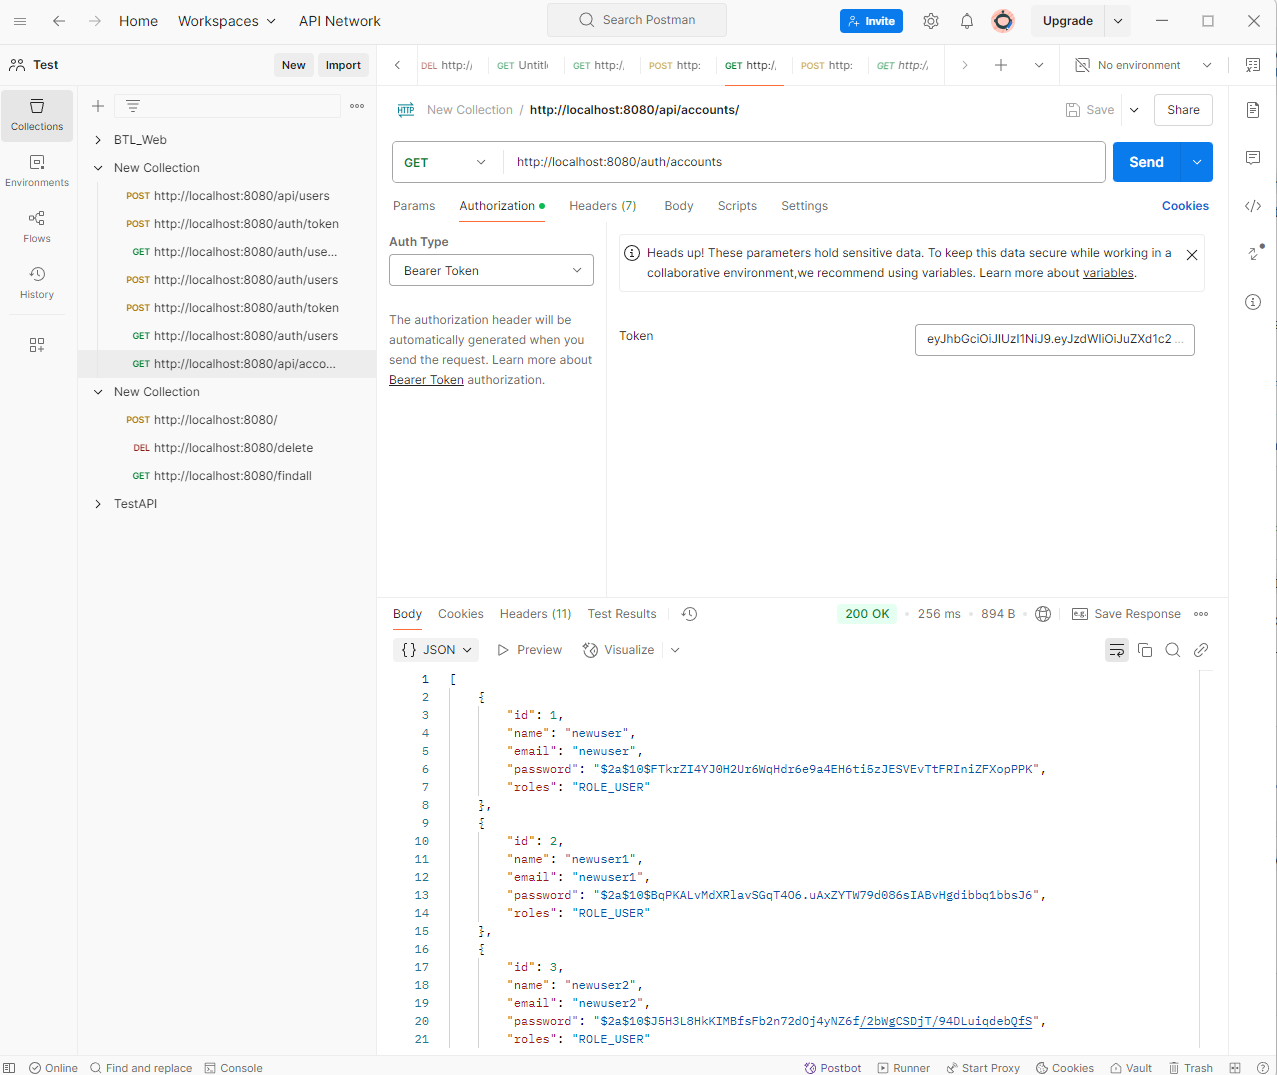 Home Workspaces API Network Search Postman Invite Upgrade
Test New Import DEL http:/ GET Untitle GET http:/, POST http: GET http:/, POST http: GET http:/, No environment
Collections
Environments
Flows
History
BTL_Web
New Collection
POST http://localhost:8080/api/users
POST http://localhost:8080/auth/token
GET http://localhost:8080/auth/use...
POST http://localhost:8080/auth/users
POST http://localhost:8080/auth/token
GET http://localhost:8080/auth/users
GET http://localhost:8080/api/acco...
New Collection
POST http://localhost:8080/
DEL http://localhost:8080/delete
GET http://localhost:8080/findall
TestAPI
HTTP New Collection / http://localhost:8080/api/accounts/ Save Share
GET http://localhost:8080/auth/accounts Send
Params Authorization Headers (7) Body Scripts Settings Cookies
Auth Type
Bearer Token
The authorization header will be
automatically generated when you
send the request. Learn more about
Bearer Token authorization.
Heads up! These parameters hold sensitive data. To keep this data secure while working in a
collaborative environment,we recommend using variables. Learn more about variables.
Token eyJhbGciOiJIUzI1NiJ9.eyJzdWIiOiJuZXd1c2 ...
Body Cookies Headers (11) Test Results 200 OK • 256 ms • 894 B • e.g. Save Response
{} JSON Preview Visualize
1 [
2 {
3 "id": 1,
4 "name": "newuser",
5 "email": "newuser",
6 "password": "$2a$10$FTkrZI4YJ0H2Ur6WqHdr6e9a4EH6ti5zJESVEvTtFRIniZFXopPPK",
7 "roles": "ROLE_USER"
8 },
9 {
10 "id": 2,
11 "name": "newuser1",
12 "email": "newuser1",
13 "password": "$2a$10$BqPKALvMdXRlavSGqT4O6.uAxZYTW79d086sIABvHgdibbq1bbsJ6",
14 "roles": "ROLE_USER"
15 },
16 {
17 "id": 3,
18 "name": "newuser2",
19 "email": "newuser2",
20 "password": "$2a$10$J5H3L8HkKIMBfsFb2n72dOj4yNZ6f/2bWgCSDjT/94DLuiqdebQfS",
21 "roles": "ROLE_USER"
Online Find and replace Console Postbot Runner Start Proxy Cookies Vault Trash